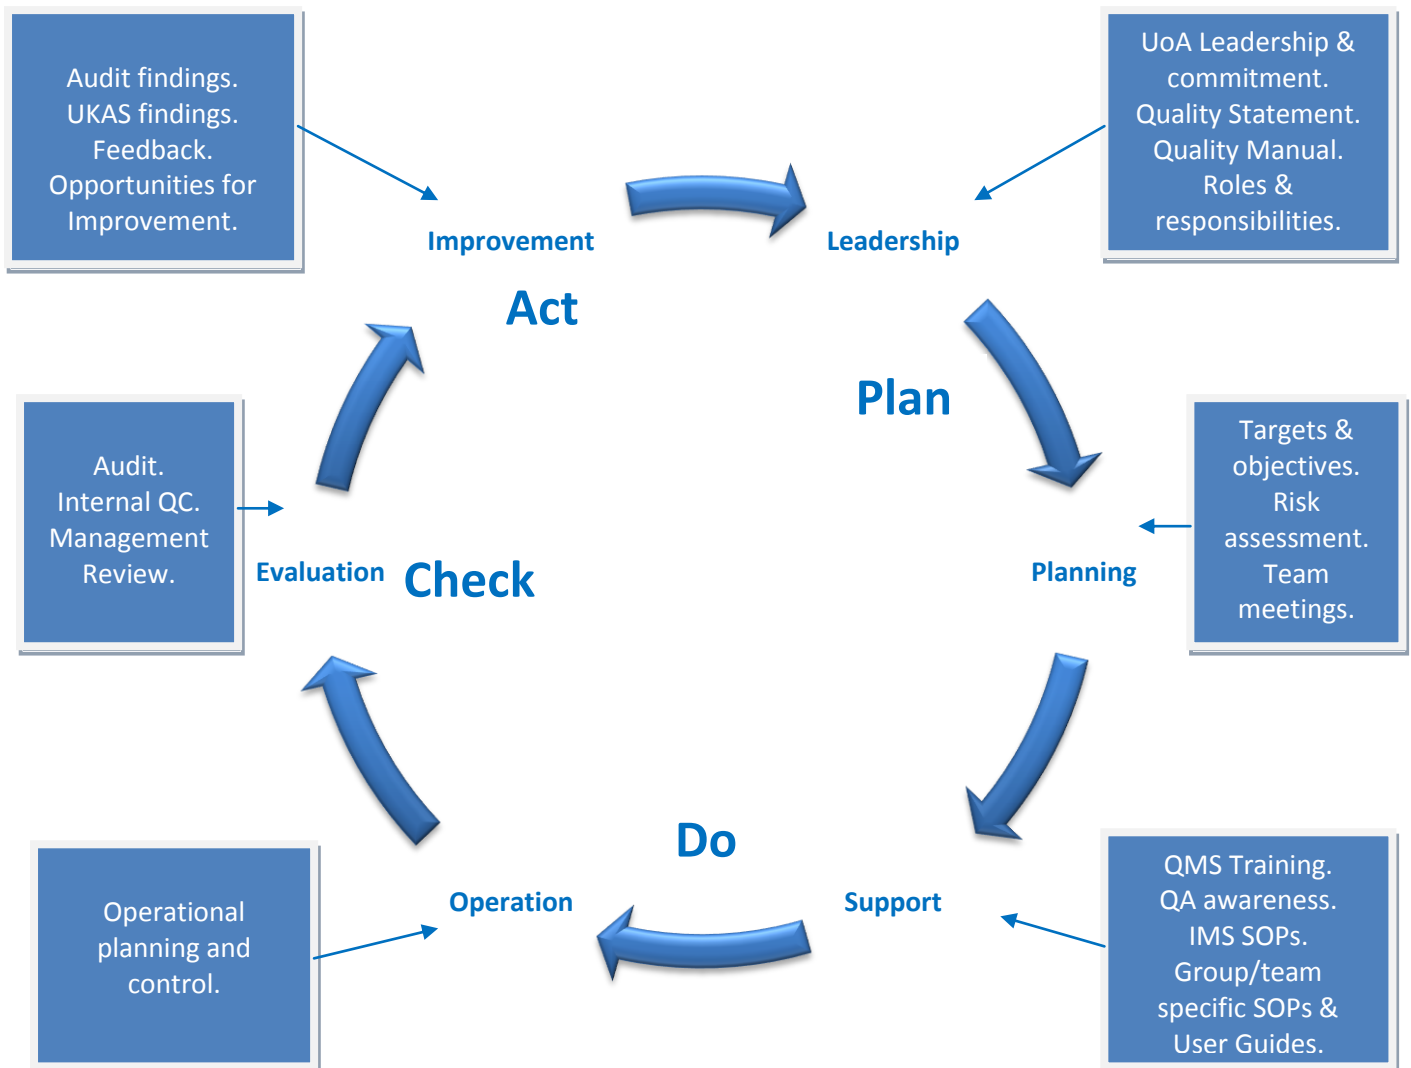 Audit findings.
UKAS findings.
Feedback.
Opportunities for
Improvement.
UoA Leadership &
commitment.
Quality Statement.
Quality Manual.
Roles &
responsibilities.
Improvement
Leadership
Act
Plan
Audit.
Internal QC.
Management
Review.
Evaluation
Check
Planning
Targets &
objectives.
Risk
assessment.
Team
meetings.
Do
Operation
Support
Operational
planning and
control.
QMS Training.
QA awareness.
IMS SOPs.
Group/team
specific SOPs &
User Guides.